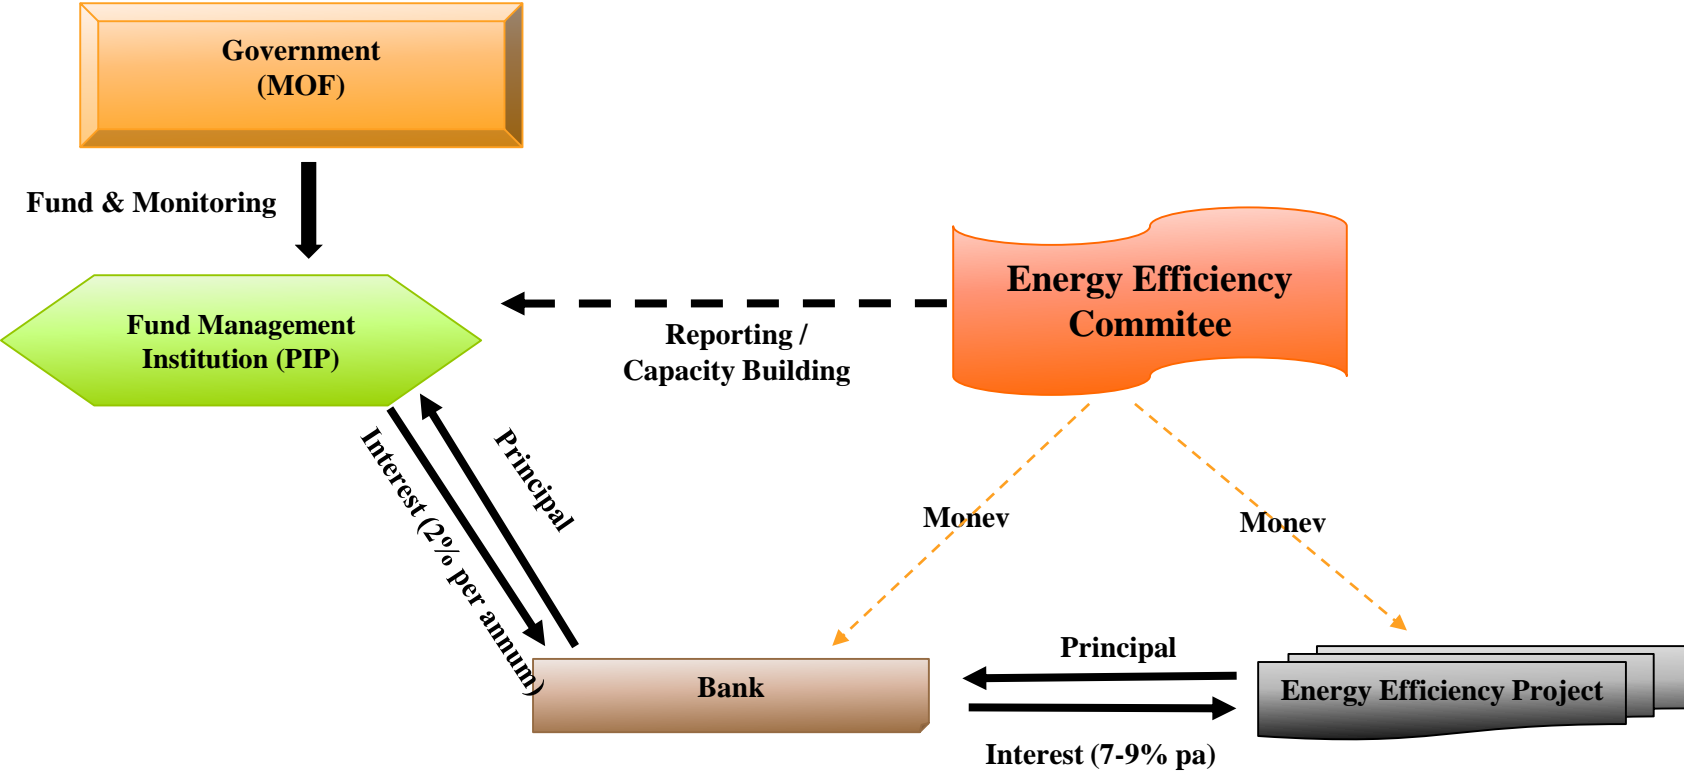 Government
(MOF)
Fund & Monitoring
Energy Efficiency
Commitee
Fund Management
Institution (PIP)
Reporting /
Capacity Building
Interest (2% per annum)
Principal
Monev
Monev
Principal
Bank
Energy Efficiency Project
Interest (7-9% pa)